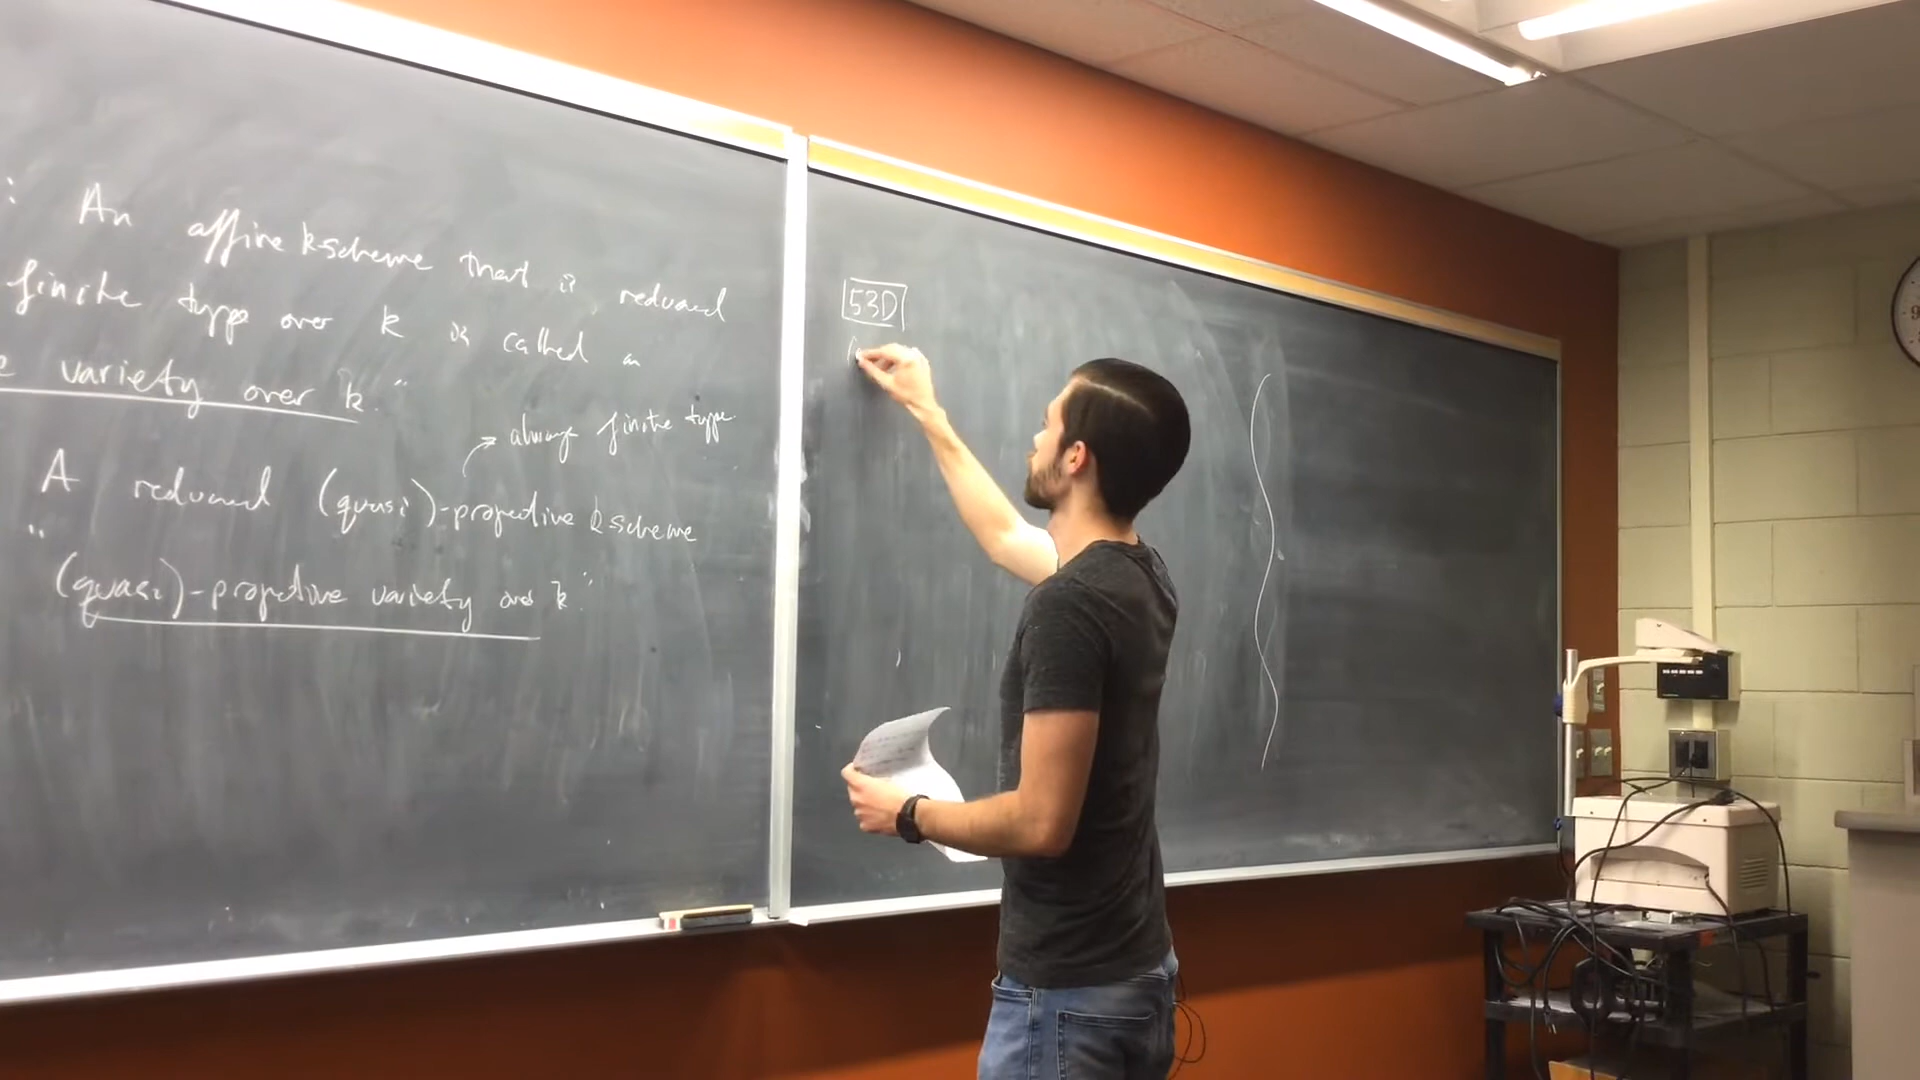 : An affine k-scheme that is reduced
finite type over k is called an
e variety over k."
→ always finite type
A reduced (quasi)-projective k-scheme
"(quasi)-projective variety over k."
53D
(a
9